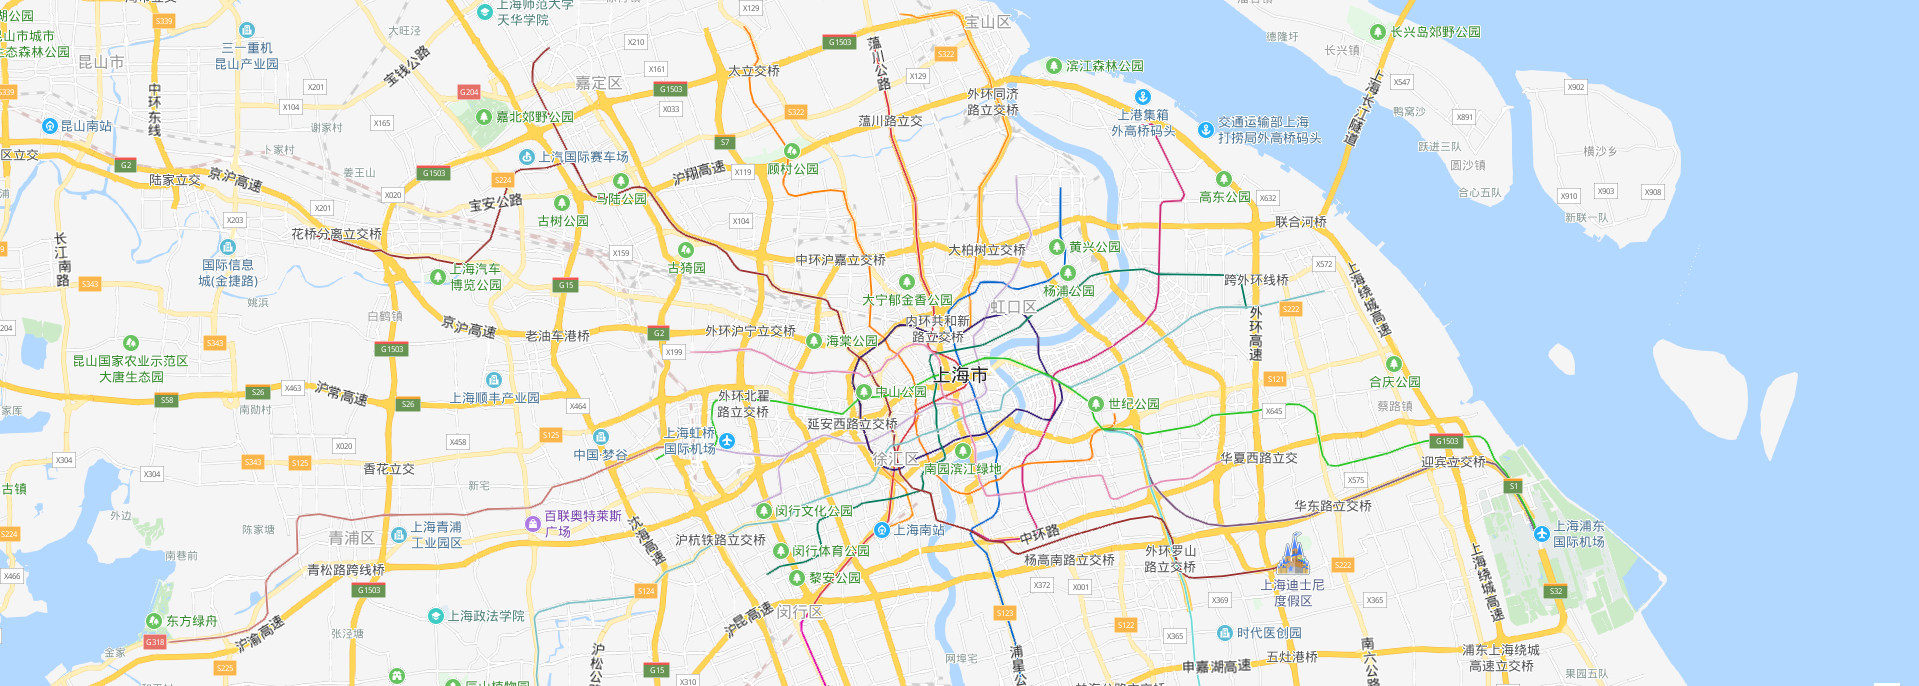 上海师范大学
天华学院
X129
宝山区
S339
大旺泾
三一重机
昆山产业园
X210
G1503
蕰川公路
S322
滨江森林公园
德隆圩
长兴镇
长兴岛郊野公园
昆山市
宝钱公路
X161
太立交桥
X129
上海长江隧道
X547
X902
嘉定区
G1503
X201
G204
X104
X033
S322
外环同济
路立交桥
上港集箱
外高桥码头
鸭窝沙
X891
中环东线
昆山南站
谢家村
X165
嘉北郊野公园
蕰川路立交
交通运输部上海
打捞局外高桥码头
跃进三队
圆沙镇
横沙乡
区立交
G2
卜家村
上汽国际赛车场
S7
顾村公园
陆家立交
京沪高速
姜王山
G1503
S224
沪翔高速
X119
马陆公园
高东公园
合心五队
X910
X903
X908
X020
宝安公路
X632
X203
X201
古树公园
X104
联合河桥
新联一队
花桥分离立交桥
长江南路
国际信息
城(金捷路)
X159
古猗园
大柏树立交桥
黄兴公园
中环沪嘉立交桥
上海汽车
博览公园
S343
G15
杨浦公园
跨外环线桥
X572
上海绕城高速
姚浜
大宁郁金香公园
虹口区
S222
白鹤镇
京沪高速
老油车港桥
G2
外环沪宁立交桥
内环共和新
路立交桥
外环高速
204
S343
海棠公园
X199
G1503
昆山国家农业示范区
大唐生态园
上海市
S121
合庆公园
上海顺丰产业园
S58
S26
X463
沪常高速
S26
X464
外环北翟
路立交桥
中山公园
世纪公园
X645
蔡路镇
南勋村
延安西路立交桥
S125
X020
X458
中国·梦谷
上海虹桥
国际机场
G1503
X304
S343
S125
香花立交
徐汇区
南园滨江绿地
华夏西路立交
迎宾立交桥
X304
古镇
新宅
X575
S1
外边
陈家塘
百联奥特莱斯
广场
闵行文化公园
华东路立交桥
S224
青浦区
上海青浦
工业园区
沈海高速
沪杭铁路立交桥
上海南站
中环路
上海浦东
国际机场
南巷前
闵行体育公园
杨高南路立交桥
外环罗山
路立交桥
S222
青松路跨线桥
X466
黎安公园
上海迪士尼
度假区
上海绕城高速
G1503
S124
X372
X001
S32
东方绿舟
上海政法学院
闵行区
S123
S122
X369
X365
张泾塘
沪渝高速
G318
沪昆高速
X365
时代医创园
金家
沪松公
网埠宅
浦星公
南六公路
五灶港桥
浦东上海绕城
高速立交桥
S225
G15
X310
申嘉湖高速
果园五队